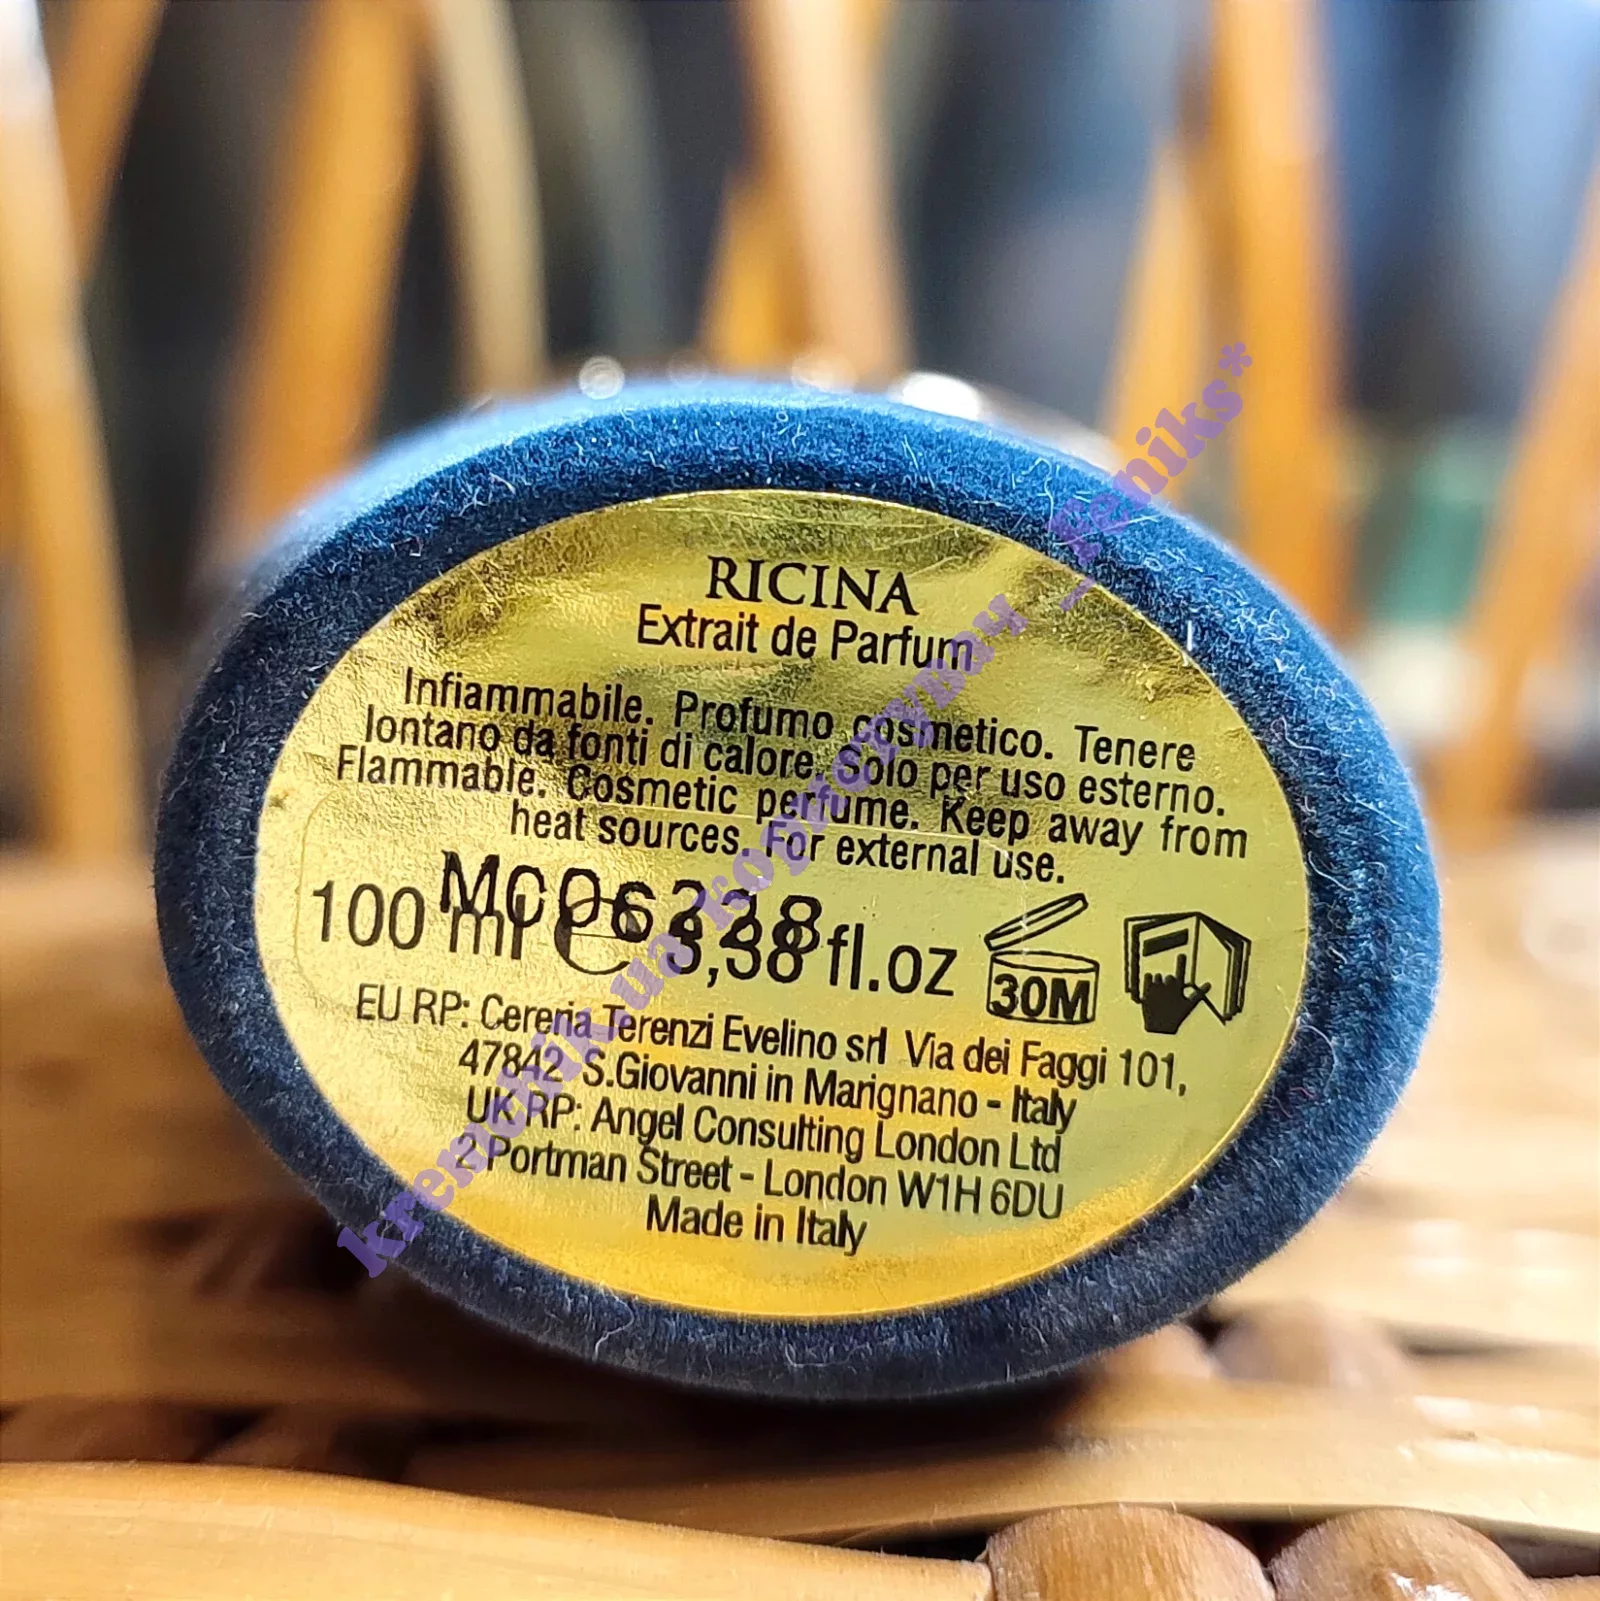 RICINA
Extrait de Parfum
Infiammabile. Profumo cosmetico. Tenere
lontano da fonti di calore. Solo per uso esterno.
Flammable. Cosmetic perfume. Keep away from
heat sources. For external use.
100 ml e 3,38 fl.oz
30M
EU RP: Cereria Terenzi Evelino srl Via dei Faggi 101,
47842 S.Giovanni in Marignano - Italy
UK RP: Angel Consulting London Ltd
2 Portman Street - London W1H 6DU
Made in Italy